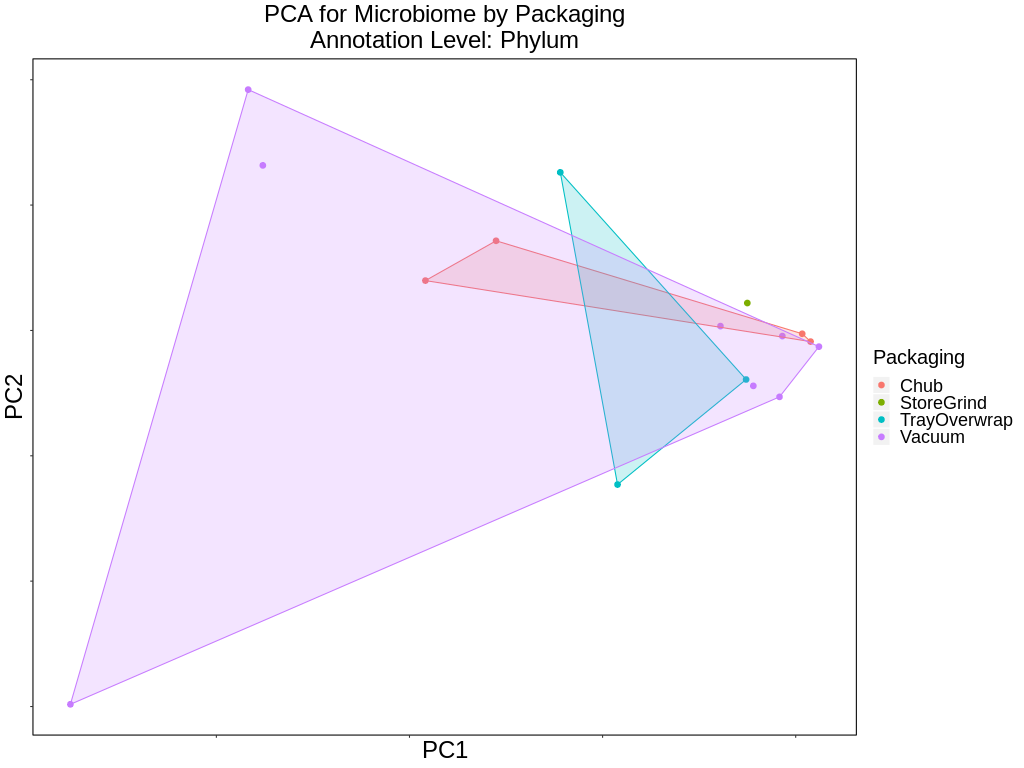 PCA for Microbiome by Packaging
Annotation Level: Phylum
PC2
Packaging
Chub
StoreGrind
TrayOverwrap
Vacuum
PC1